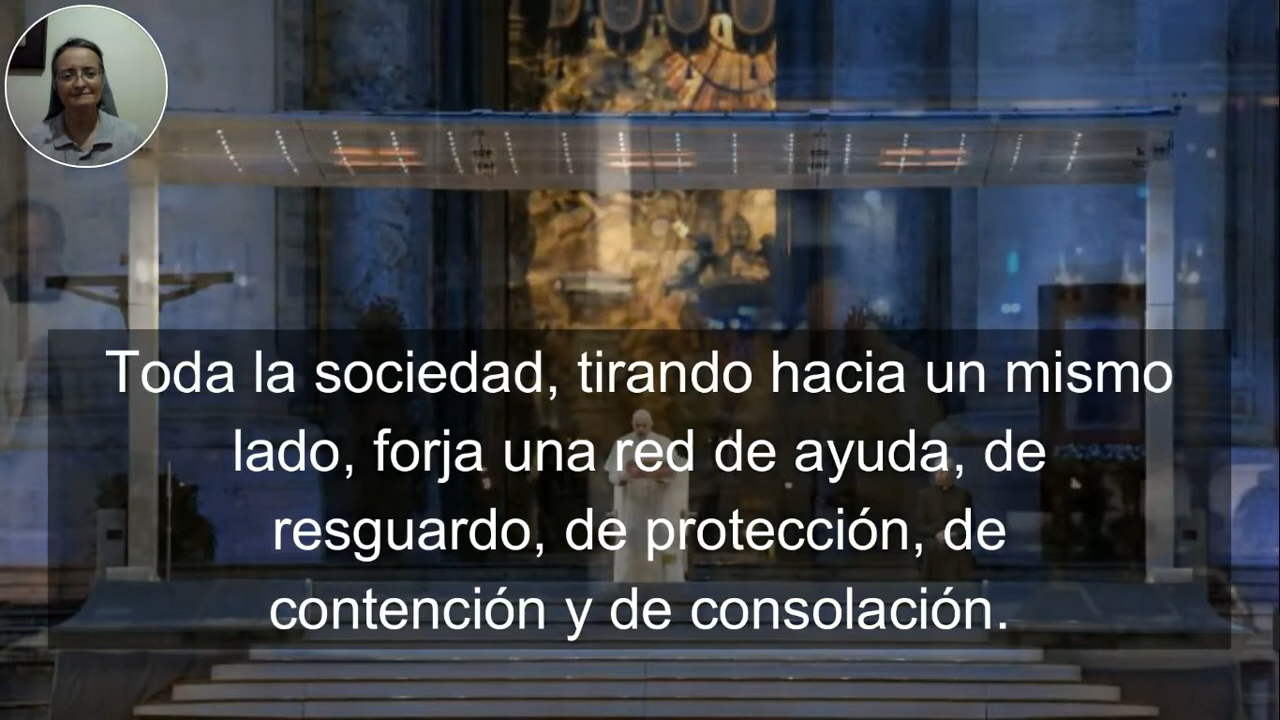 Toda la sociedad, tirando hacia un mismo
lado, forja una red de ayuda, de
resguardo, de protección, de
contención y de consolación.